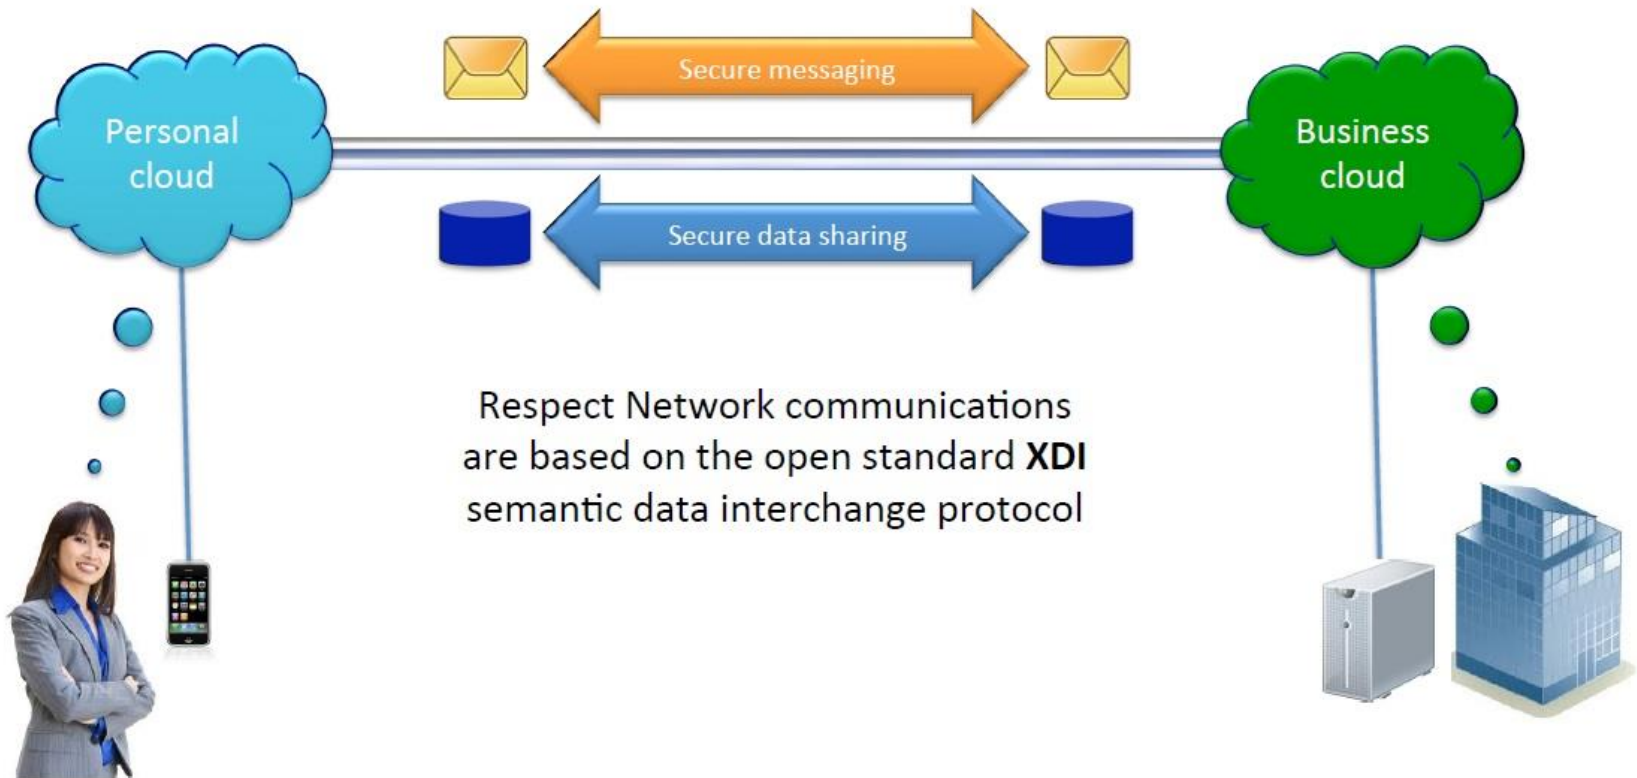 Secure messaging
Personal
cloud
Business
cloud
Secure data sharing
Respect Network communications
are based on the open standard XDI
semantic data interchange protocol